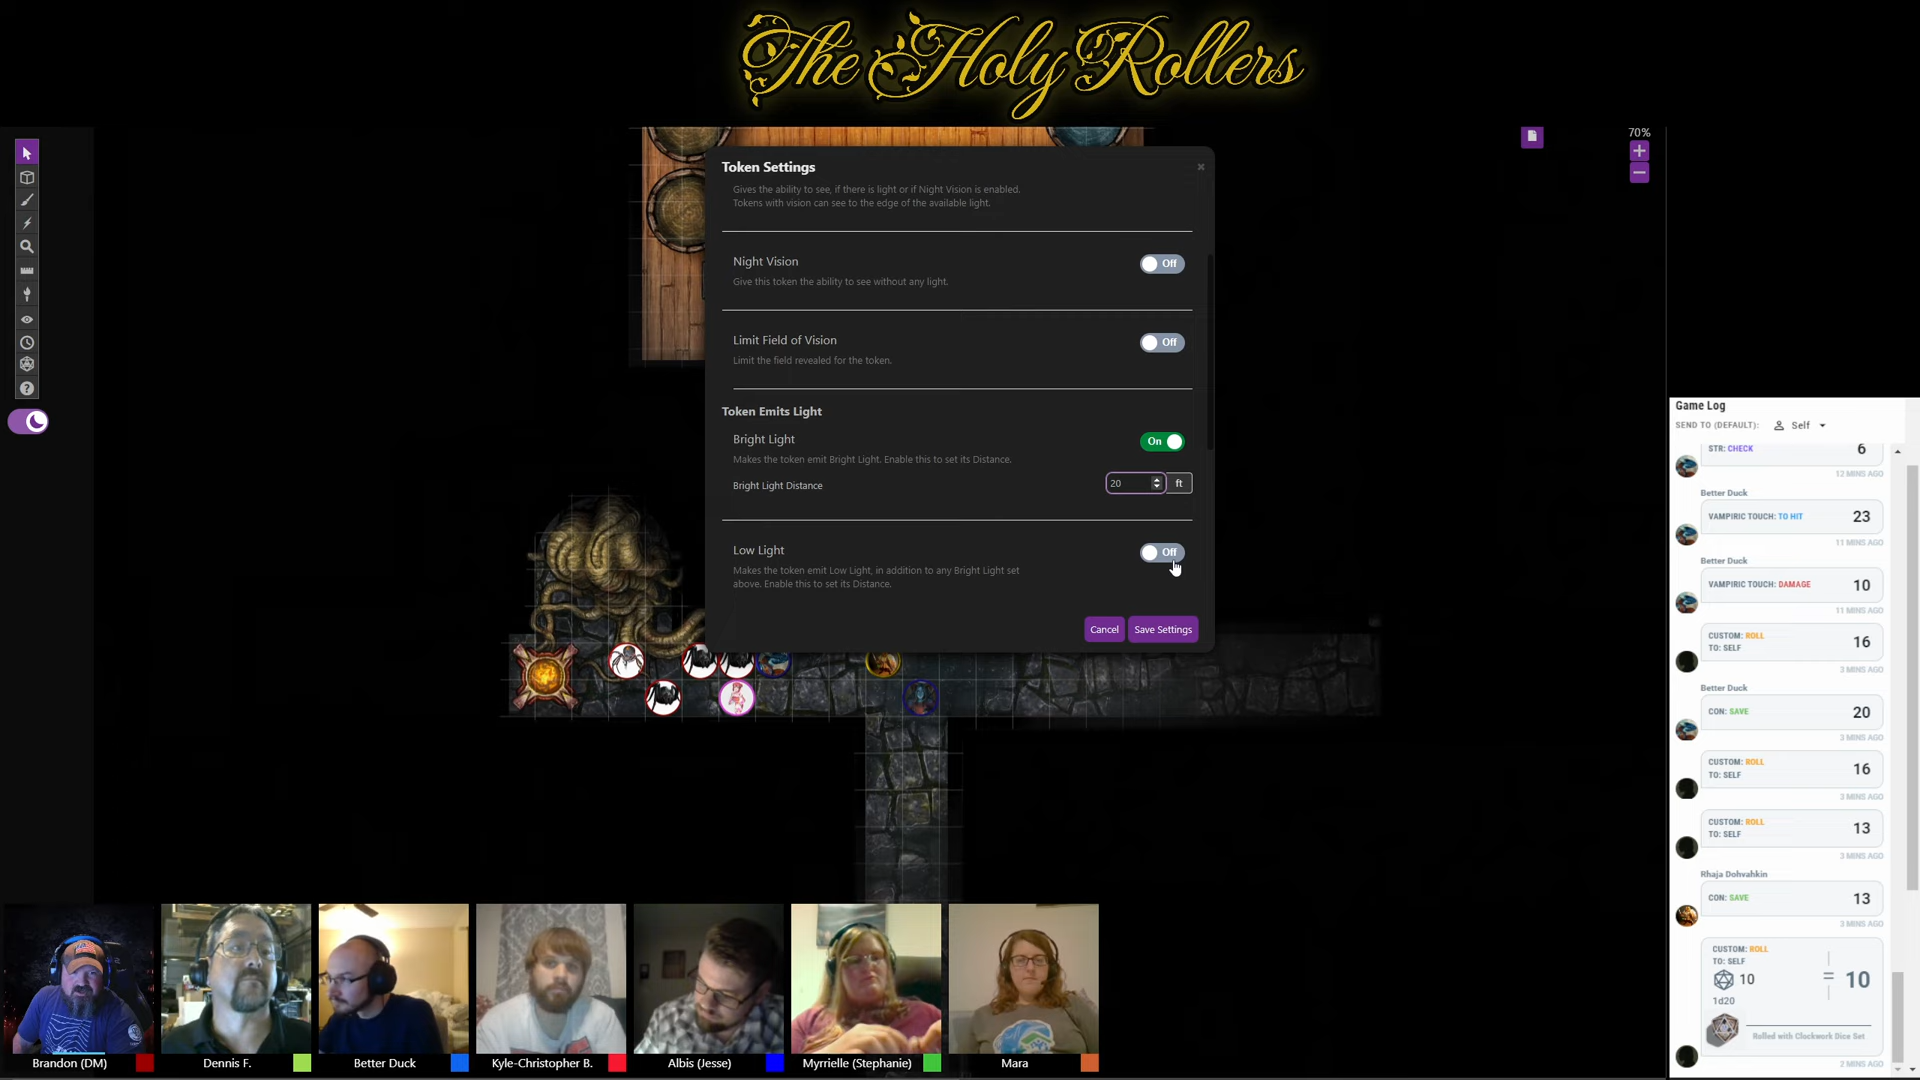 The Holy Rollers
70%
Token Settings
Gives the ability to see, if there is light or if Night Vision is enabled.
Tokens with vision can see to the edge of the available light.
Night Vision
Off
Give this token the ability to see without any light.
Limit Field of Vision
Off
Limit the field revealed for the token.
Token Emits Light
Bright Light
On
Makes the token emit Bright Light. Enable this to set its Distance.
Bright Light Distance
20
ft
Low Light
Off
Makes the token emit Low Light, in addition to any Bright Light set
above. Enable this to set its Distance.
Cancel
Save Settings
Game Log
SEND TO (DEFAULT): Self
STR: CHECK
6
12 MINS AGO
Better Duck
VAMPIRIC TOUCH: TO HIT
23
11 MINS AGO
Better Duck
VAMPIRIC TOUCH: DAMAGE
10
11 MINS AGO
CUSTOM: ROLL
TO: SELF
16
3 MINS AGO
Better Duck
CON: SAVE
20
3 MINS AGO
CUSTOM: ROLL
TO: SELF
16
3 MINS AGO
CUSTOM: ROLL
TO: SELF
13
3 MINS AGO
Rhaja Dohvahkin
CON: SAVE
13
3 MINS AGO
CUSTOM: ROLL
TO: SELF
10 = 10
1d20
Rolled with Clockwork Dice Set
2 MINS AGO
Brandon (DM)
Dennis F.
Better Duck
Kyle-Christopher B.
Albis (Jesse)
Myrrielle (Stephanie)
Mara